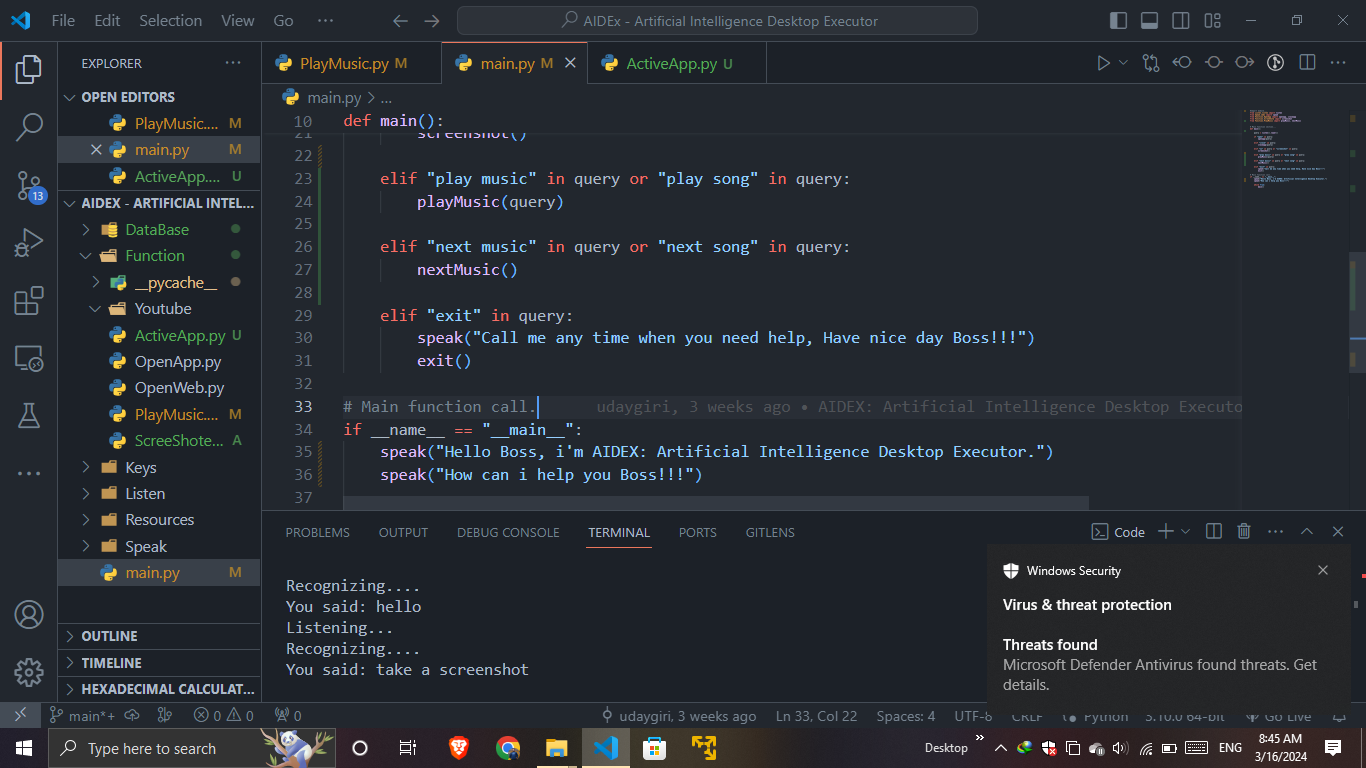 File Edit Selection View Go ... AIDEx - Artificial Intelligence Desktop Executor
EXPLORER
PlayMusic.py M main.py M ActiveApp.py U
OPEN EDITORS
PlayMusic.... M
main.py M
ActiveApp.... U
AIDEX - ARTIFICIAL INTEL...
DataBase
Function
__pycache__
Youtube
ActiveApp.py U
OpenApp.py
OpenWeb.py
PlayMusic.... M
ScreeShote... A
Keys
Listen
Resources
Speak
main.py M
OUTLINE
TIMELINE
HEXADECIMAL CALCULAT...
13
main.py > ...
10 def main():
21 screenshot()
22
23 elif "play music" in query or "play song" in query:
24 playMusic(query)
25
26 elif "next music" in query or "next song" in query:
27 nextMusic()
28
29 elif "exit" in query:
30 speak("Call me any time when you need help, Have nice day Boss!!!")
31 exit()
32
33 # Main function call. udaygiri, 3 weeks ago • AIDEX: Artificial Intelligence Desktop Executo
34 if __name__ == "__main__":
35 speak("Hello Boss, i'm AIDEX: Artificial Intelligence Desktop Executor.")
36 speak("How can i help you Boss!!!")
37
PROBLEMS OUTPUT DEBUG CONSOLE TERMINAL PORTS GITLENS
Code
Recognizing....
You said: hello
Listening...
Recognizing....
You said: take a screenshot
Windows Security
Virus & threat protection
Threats found
Microsoft Defender Antivirus found threats. Get
details.
main*+ 0 0 0 udaygiri, 3 weeks ago Ln 33, Col 22 Spaces: 4 UTF-8 CRLF Python 3.10.0 64-bit Go Live
Type here to search
Desktop
ENG
8:45 AM
3/16/2024